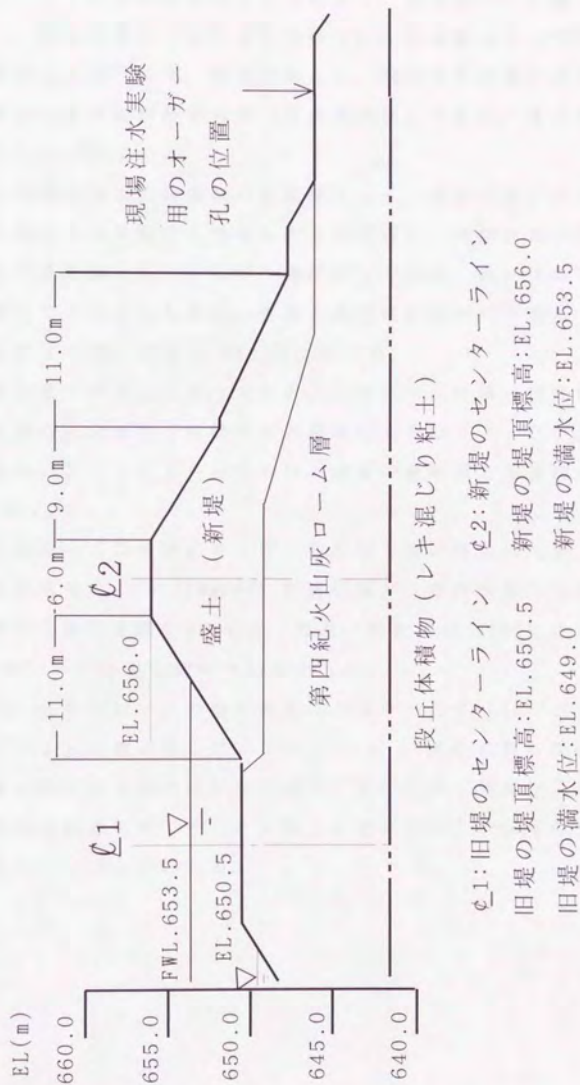 EL(m)
660.0
655.0
650.0
645.0
640.0
11.0m
6.0m
9.0m
11.0m
℄1
℄2
EL.656.0
FWL.653.5
EL.650.5
盛土(新堤)
第四紀火山灰ローム層
段丘体積物(レキ混じり粘土)
現場注水実験
用のオーガー
孔の位置
℄1:旧堤のセンターライン ℄2:新堤のセンターライン
旧堤の堤頂標高:EL.650.5 新堤の堤頂標高:EL.656.0
旧堤の満水位:EL.649.0 新堤の満水位:EL.653.5